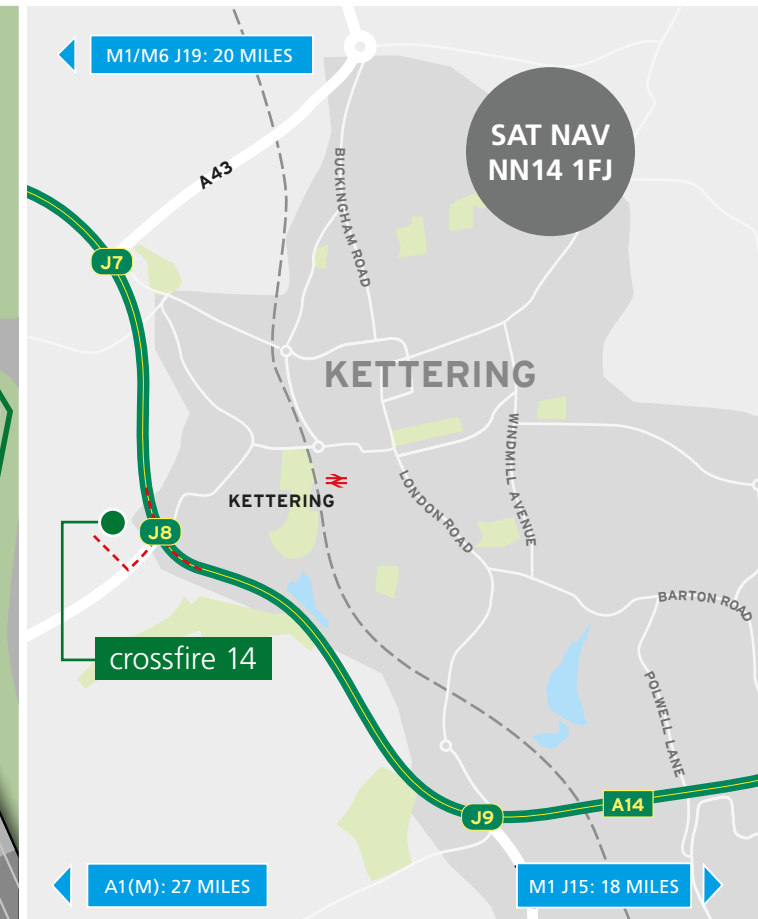 M1/M6 J19: 20 MILES
SAT NAV
NN14 1FJ
A43
BUCKINGHAM ROAD
J7
KETTERING
WINDMILL AVENUE
KETTERING
LONDON ROAD
J8
BARTON ROAD
crossfire 14
POLWELL LANE
A14
J9
A1(M): 27 MILES
M1 J15: 18 MILES